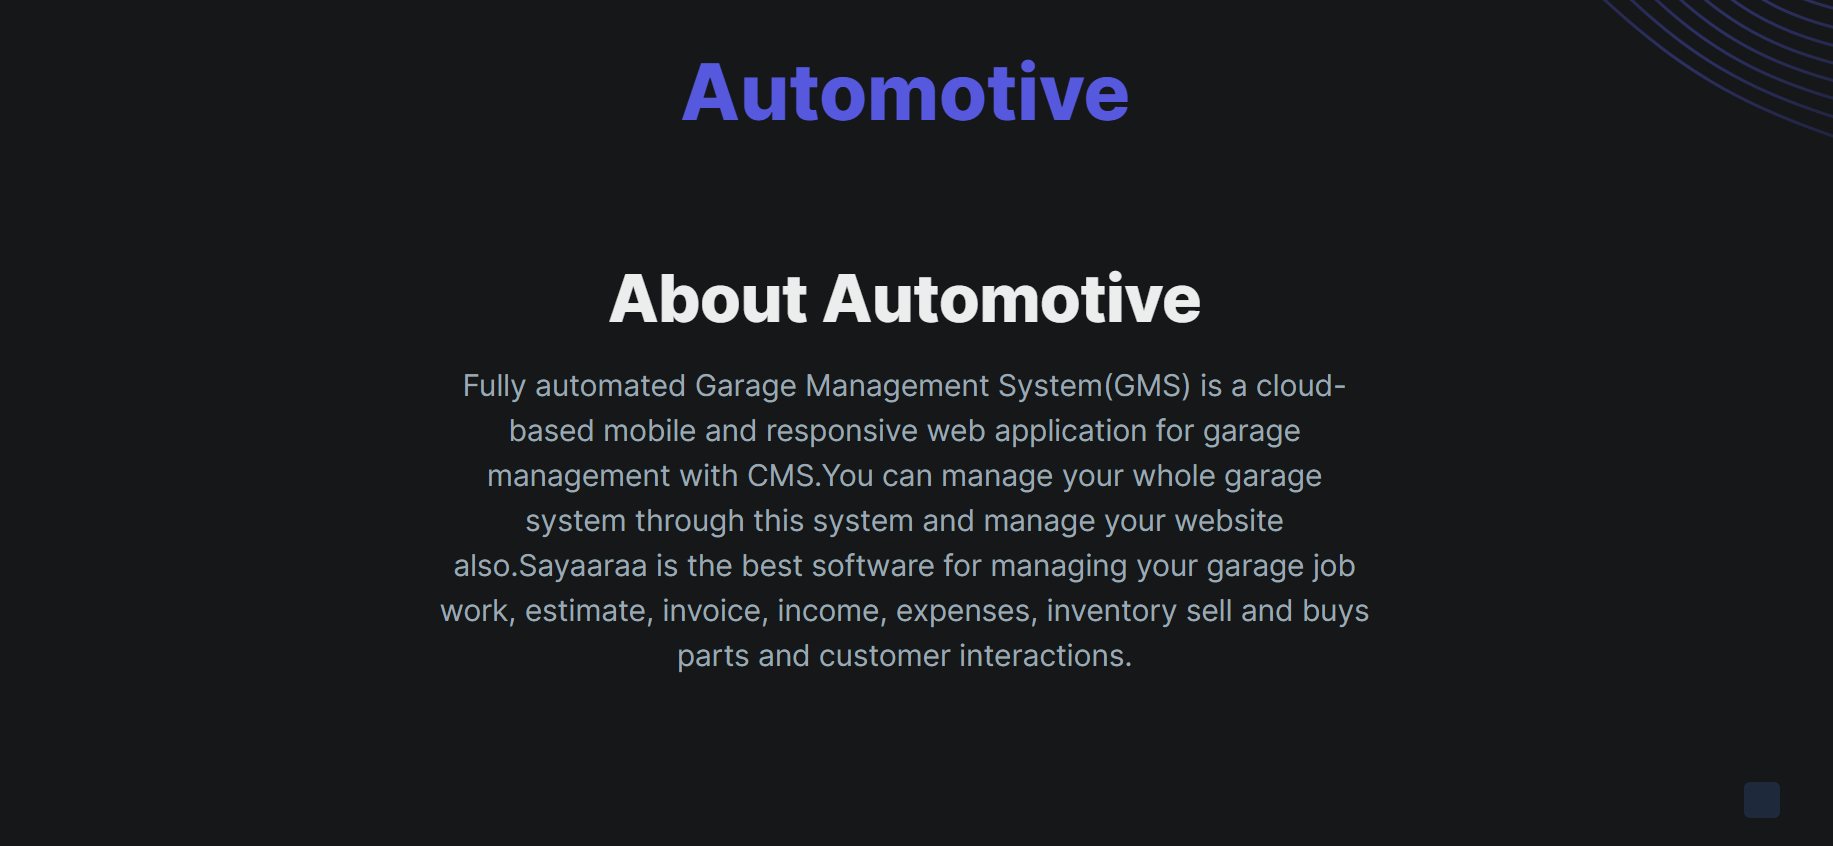 Automotive
About Automotive
Fully automated Garage Management System(GMS) is a cloud-
based mobile and responsive web application for garage
management with CMS.You can manage your whole garage
system through this system and manage your website
also.Sayaaraa is the best software for managing your garage job
work, estimate, invoice, income, expenses, inventory sell and buys
parts and customer interactions.